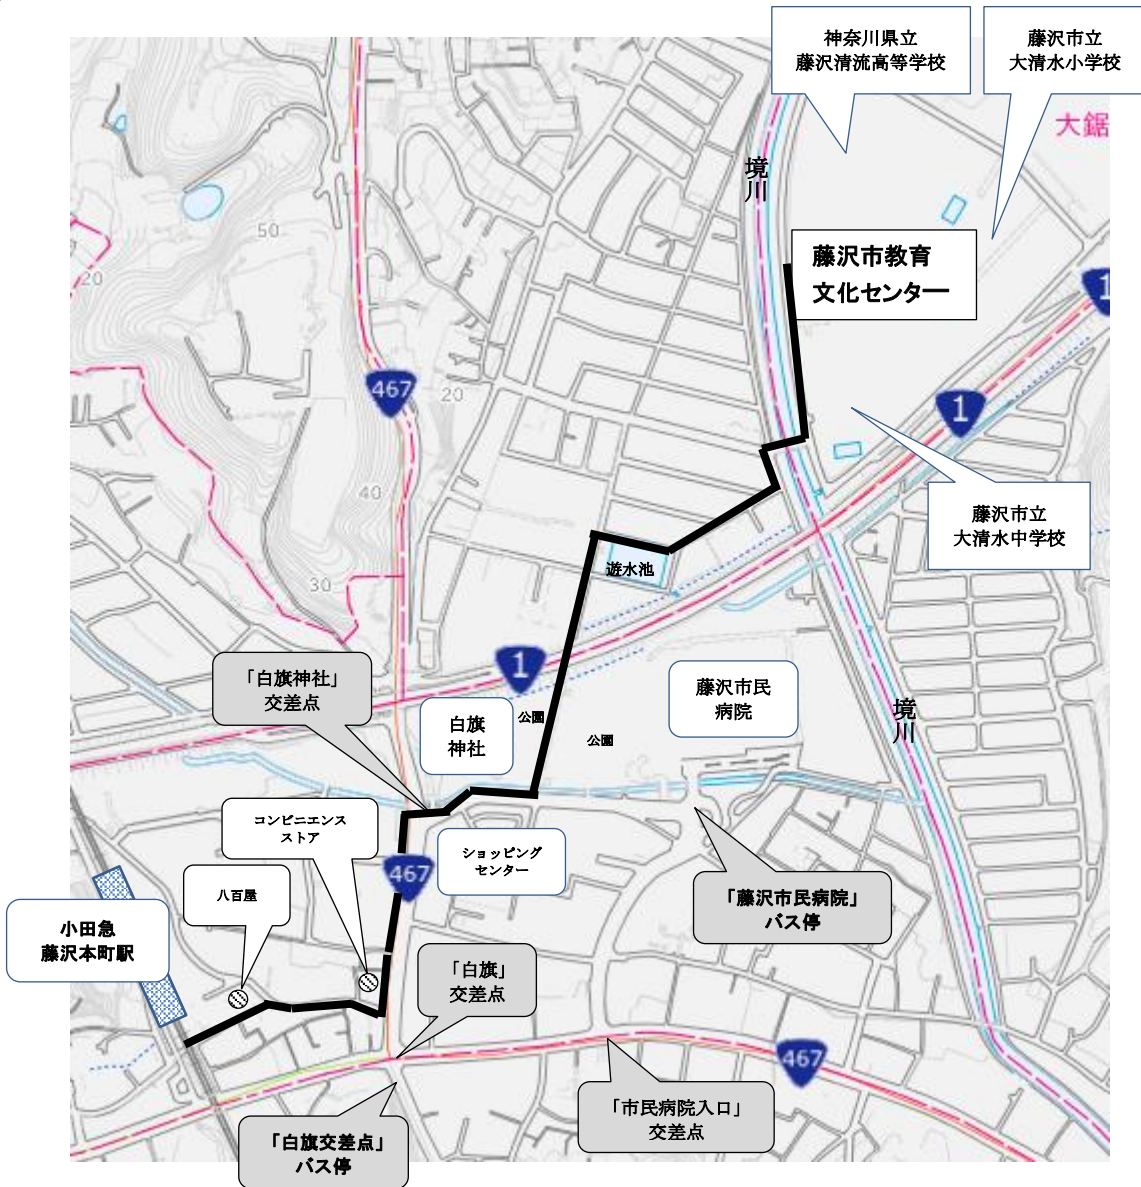 神奈川県立
藤沢清流高等学校
藤沢市立
大清水小学校
大鋸
境川
50
20
藤沢市教育
文化センター
1
467
20
1
40
藤沢市立
大清水中学校
遊水池
30
「白旗神社」
交差点
1
藤沢市民
病院
白旗
神社
公園
公園
境川
コンビニエンス
ストア
ショッピング
センター
467
八百屋
「藤沢市民病院」
バス停
小田急
藤沢本町駅
「白旗」
交差点
467
「市民病院入口」
交差点
「白旗交差点」
バス停